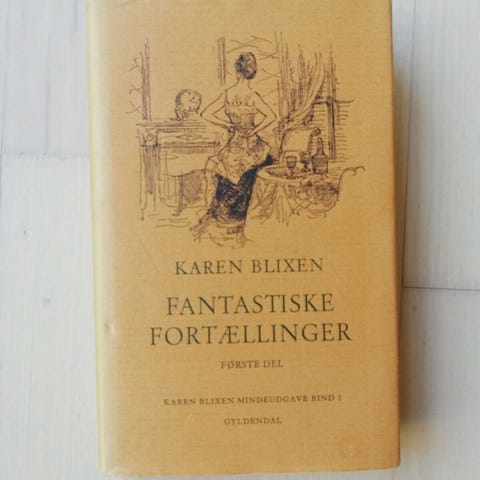 KAREN BLIXEN
FANTASTISKE
FORTÆLLINGER
FØRSTE DEL
KAREN BLIXEN MINDEUDGAVE BIND 1
GYLDENDAL